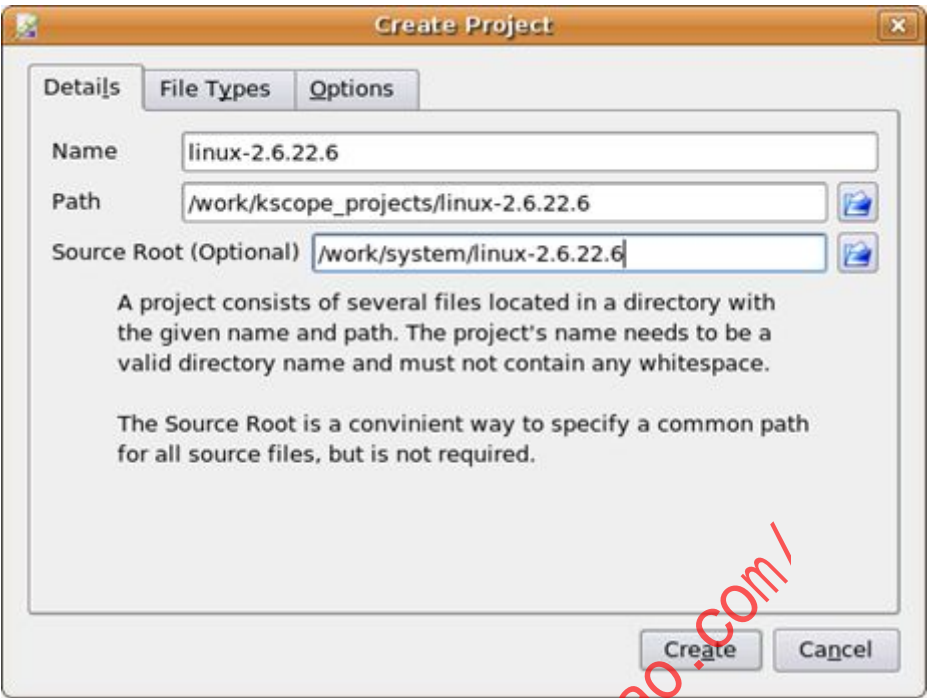 Create Project
Details File Types Options
Name linux-2.6.22.6
Path /work/kscope_projects/linux-2.6.22.6
Source Root (Optional) /work/system/linux-2.6.22.6
A project consists of several files located in a directory with
the given name and path. The project's name needs to be a
valid directory name and must not contain any whitespace.
The Source Root is a convinient way to specify a common path
for all source files, but is not required.
Create Cancel
ao.com/